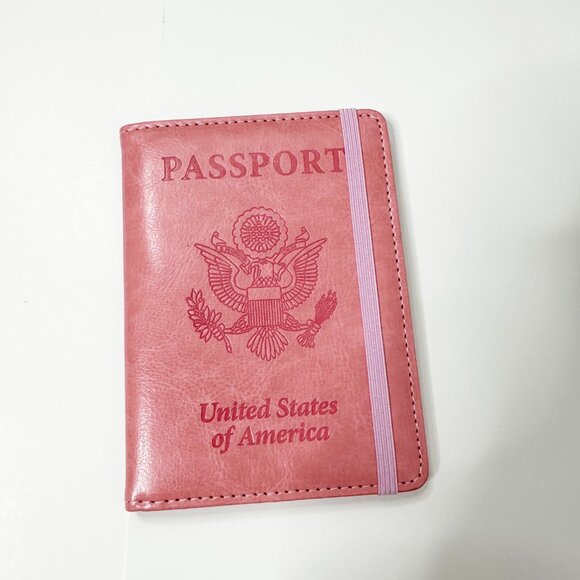 PASSPORT
United States
of America